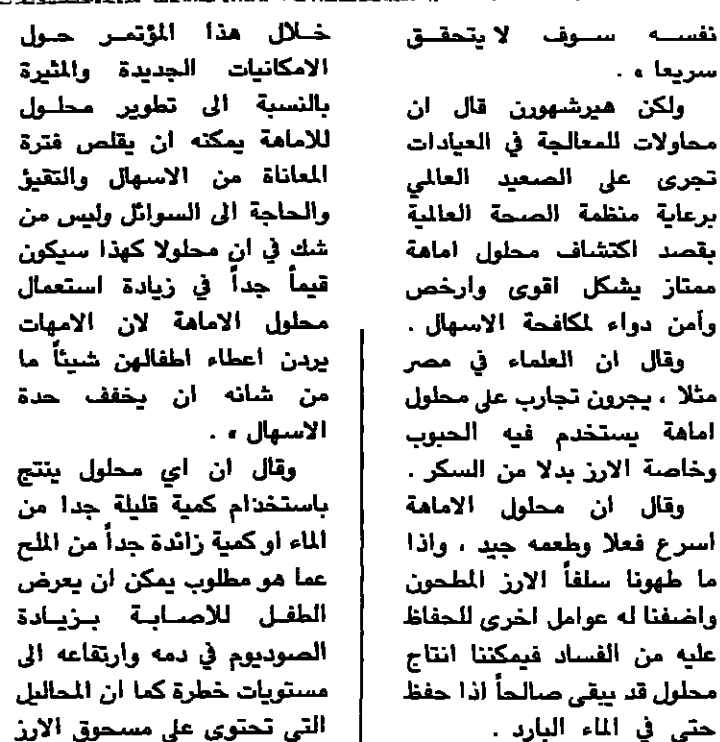 خلال هذا المؤتمر حول
الامكانيات الجديدة والمثيرة
بالنسبة الى تطوير محلول
للاماهة يمكنه ان يقلص فترة
المعاناة من الاسهال والتقيؤ
والحاجة الى السوائل وليس من
شك في ان محلولا كهذا سيكون
قيماً جداً في زيادة استعمال
محلول الاماهة لان الامهات
يردن اعطاء اطفالهن شيئاً ما
من شانه ان يخفف حدة
الاسهال » .
وقال ان اي محلول ينتج
باستخدام كمية قليلة جدا من
الماء او كمية زائدة جداً من الملح
عما هو مطلوب يمكن ان يعرض
الطفل للاصابة بزيادة
الصوديوم في دمه وارتفاعه الى
مستويات خطرة كما ان المحاليل
التي تحتوي على مسحوق الارز
نفسه سوف لا يتحقق
سريعا » .
ولكن هيرشهورن قال ان
محاولات للمعالجة في العيادات
تجرى على الصعيد العالمي
برعاية منظمة الصحة العالمية
بقصد اكتشاف محلول اماهة
ممتاز يشكل اقوى وارخص
وآمن دواء لمكافحة الاسهال .
وقال ان العلماء في مصر
مثلا ، يجرون تجارب على محلول
اماهة يستخدم فيه الحبوب
وخاصة الارز بدلا من السكر .
وقال ان محلول الاماهة
اسرع فعلا وطعمه جيد ، واذا
ما طهونا سلفاً الارز المطحون
واضفنا له عوامل اخرى للحفاظ
عليه من الفساد فيمكننا انتاج
محلول قد يبقى صالحاً اذا حفظ
حتى في الماء البارد .